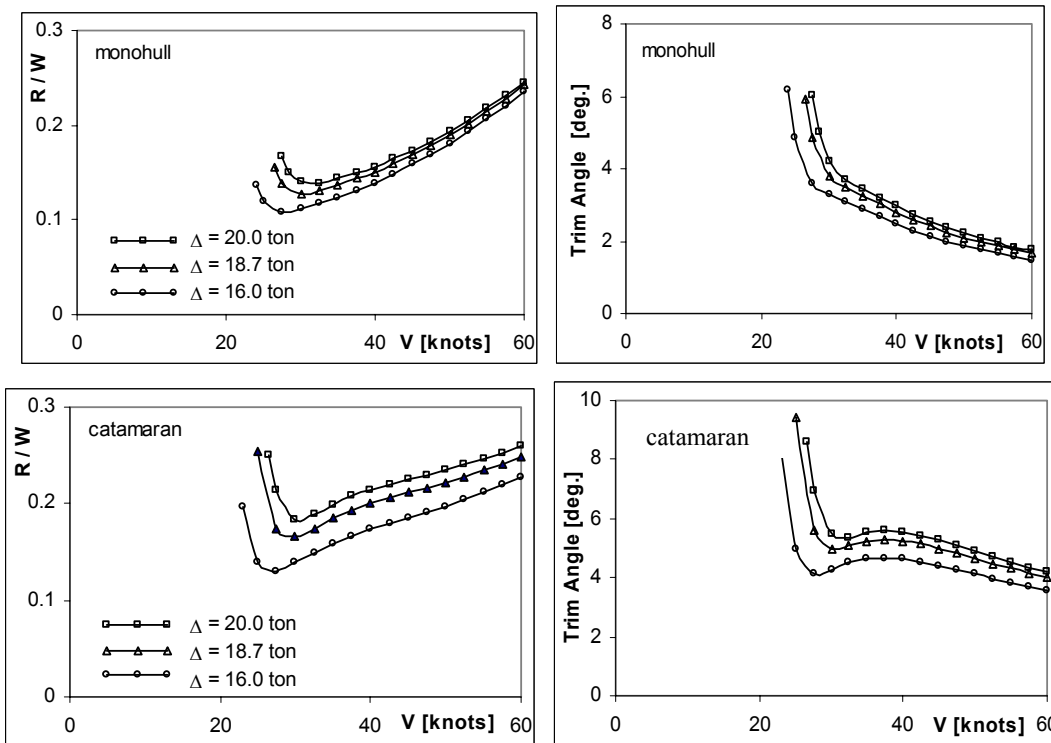 R / W
0.3
0.2
0.1
0
monohull
Δ = 20.0 ton
Δ = 18.7 ton
Δ = 16.0 ton
0
20
40
V [knots]
60
Trim Angle [deg.]
8
6
4
2
0
monohull
0
20
40
V [knots]
60
R / W
0.3
0.2
0.1
0
catamaran
Δ = 20.0 ton
Δ = 18.7 ton
Δ = 16.0 ton
0
20
40
V [knots]
60
Trim Angle [deg.]
10
8
6
4
2
0
catamaran
0
20
40
V [knots]
60